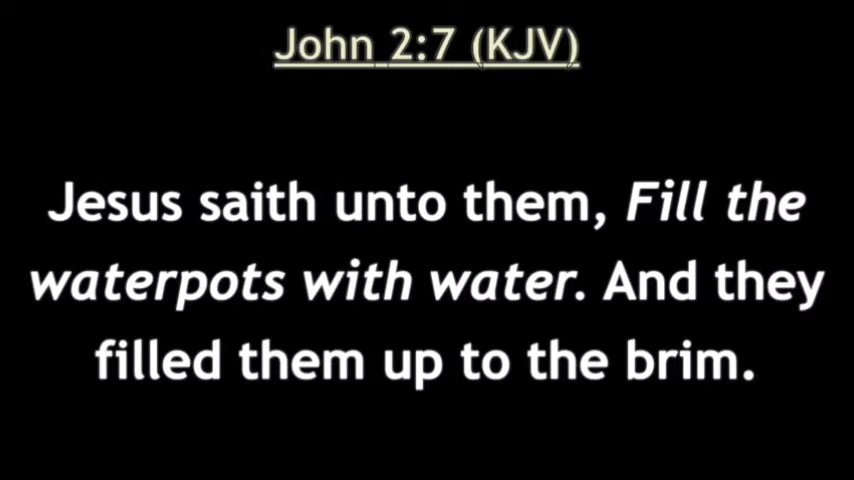 John 2:7 (KJV)
Jesus saith unto them, Fill the
waterpots with water. And they
filled them up to the brim.